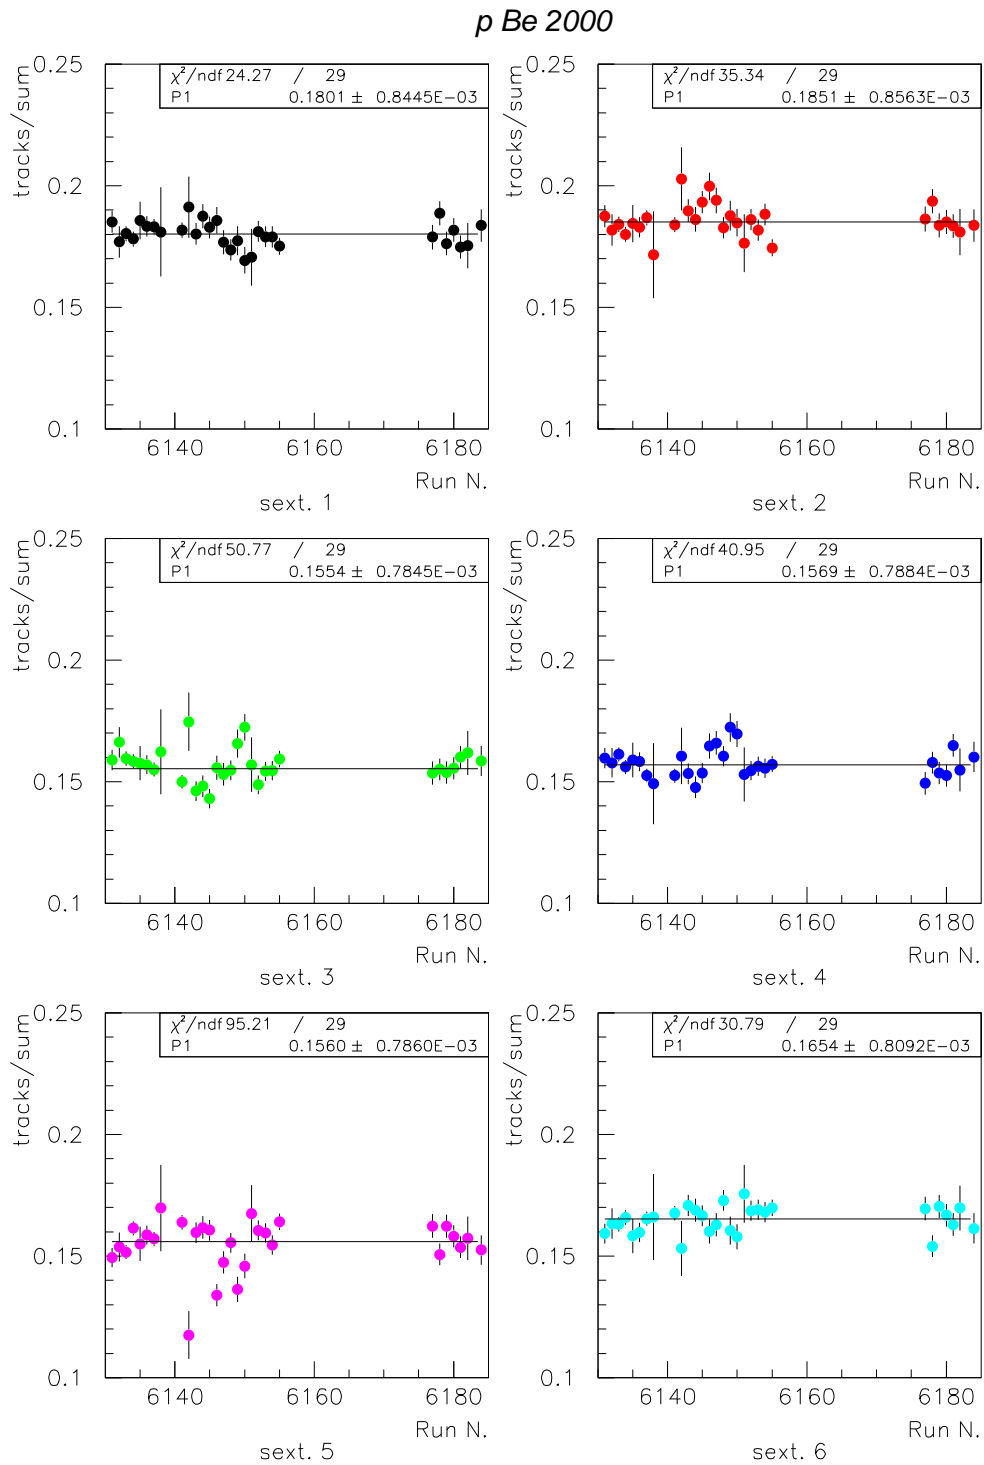 p Be 2000
tracks/sum
0.25
0.2
0.15
0.1
χ²/ndf 24.27 / 29
P1 0.1801 ± 0.8445E-03
6140 6160 6180
Run N.
sext. 1
tracks/sum
0.25
0.2
0.15
0.1
χ²/ndf 35.34 / 29
P1 0.1851 ± 0.8563E-03
6140 6160 6180
Run N.
sext. 2
tracks/sum
0.25
0.2
0.15
0.1
χ²/ndf 50.77 / 29
P1 0.1554 ± 0.7845E-03
6140 6160 6180
Run N.
sext. 3
tracks/sum
0.25
0.2
0.15
0.1
χ²/ndf 40.95 / 29
P1 0.1569 ± 0.7884E-03
6140 6160 6180
Run N.
sext. 4
tracks/sum
0.25
0.2
0.15
0.1
χ²/ndf 95.21 / 29
P1 0.1560 ± 0.7860E-03
6140 6160 6180
Run N.
sext. 5
tracks/sum
0.25
0.2
0.15
0.1
χ²/ndf 30.79 / 29
P1 0.1654 ± 0.8092E-03
6140 6160 6180
Run N.
sext. 6